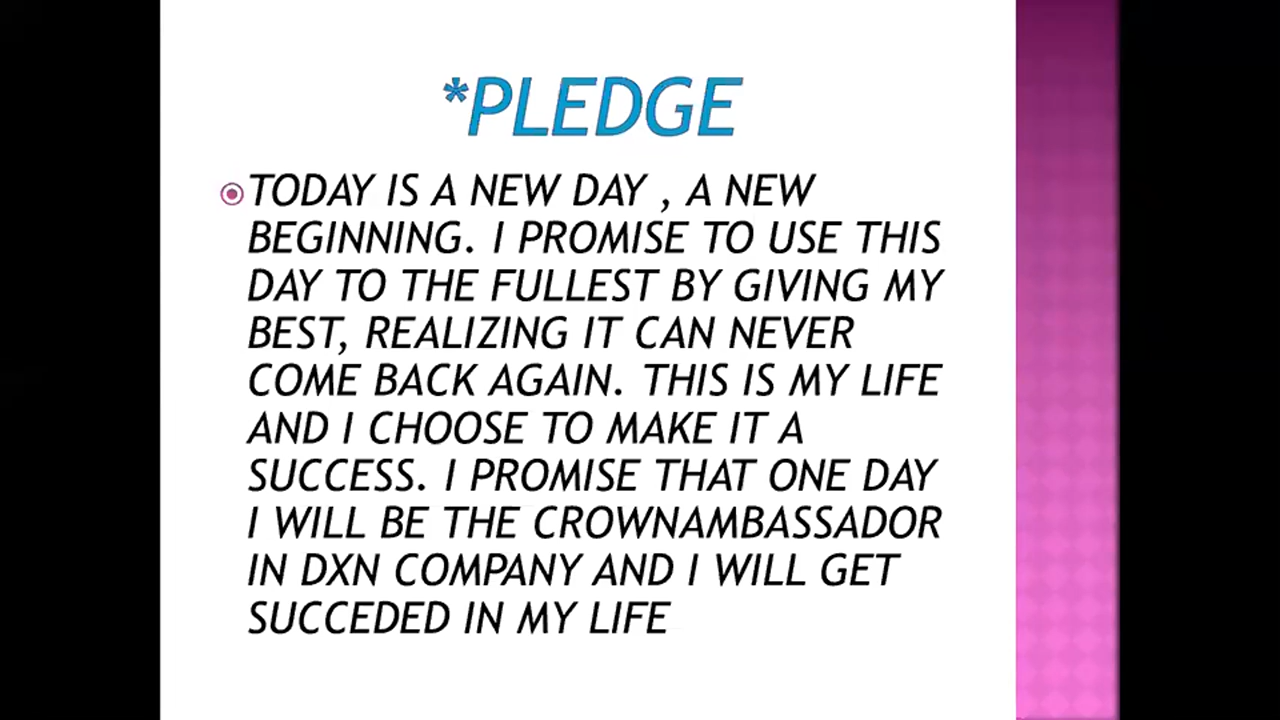 *PLEDGE
TODAY IS A NEW DAY , A NEW
BEGINNING. I PROMISE TO USE THIS
DAY TO THE FULLEST BY GIVING MY
BEST, REALIZING IT CAN NEVER
COME BACK AGAIN. THIS IS MY LIFE
AND I CHOOSE TO MAKE IT A
SUCCESS. I PROMISE THAT ONE DAY
I WILL BE THE CROWNAMBASSADOR
IN DXN COMPANY AND I WILL GET
SUCCEDED IN MY LIFE